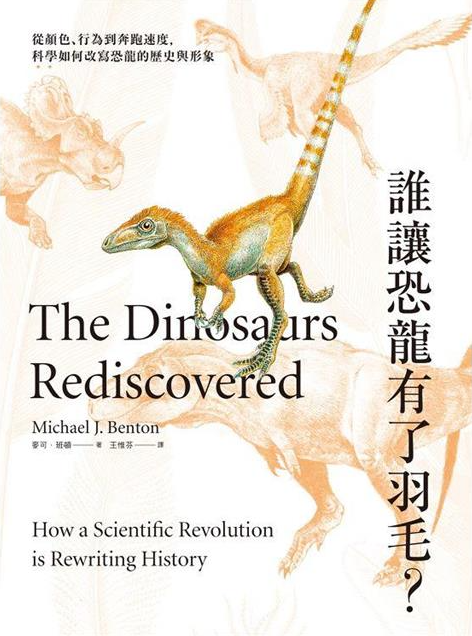 從顏色、行為到奔跑速度，
科學如何改寫恐龍的歷史與形象
誰讓恐龍有了羽毛？
The Dinosaurs
Rediscovered
Michael J. Benton
麥可．班頓——著 王惟芬——譯
How a Scientific Revolution
is Rewriting History